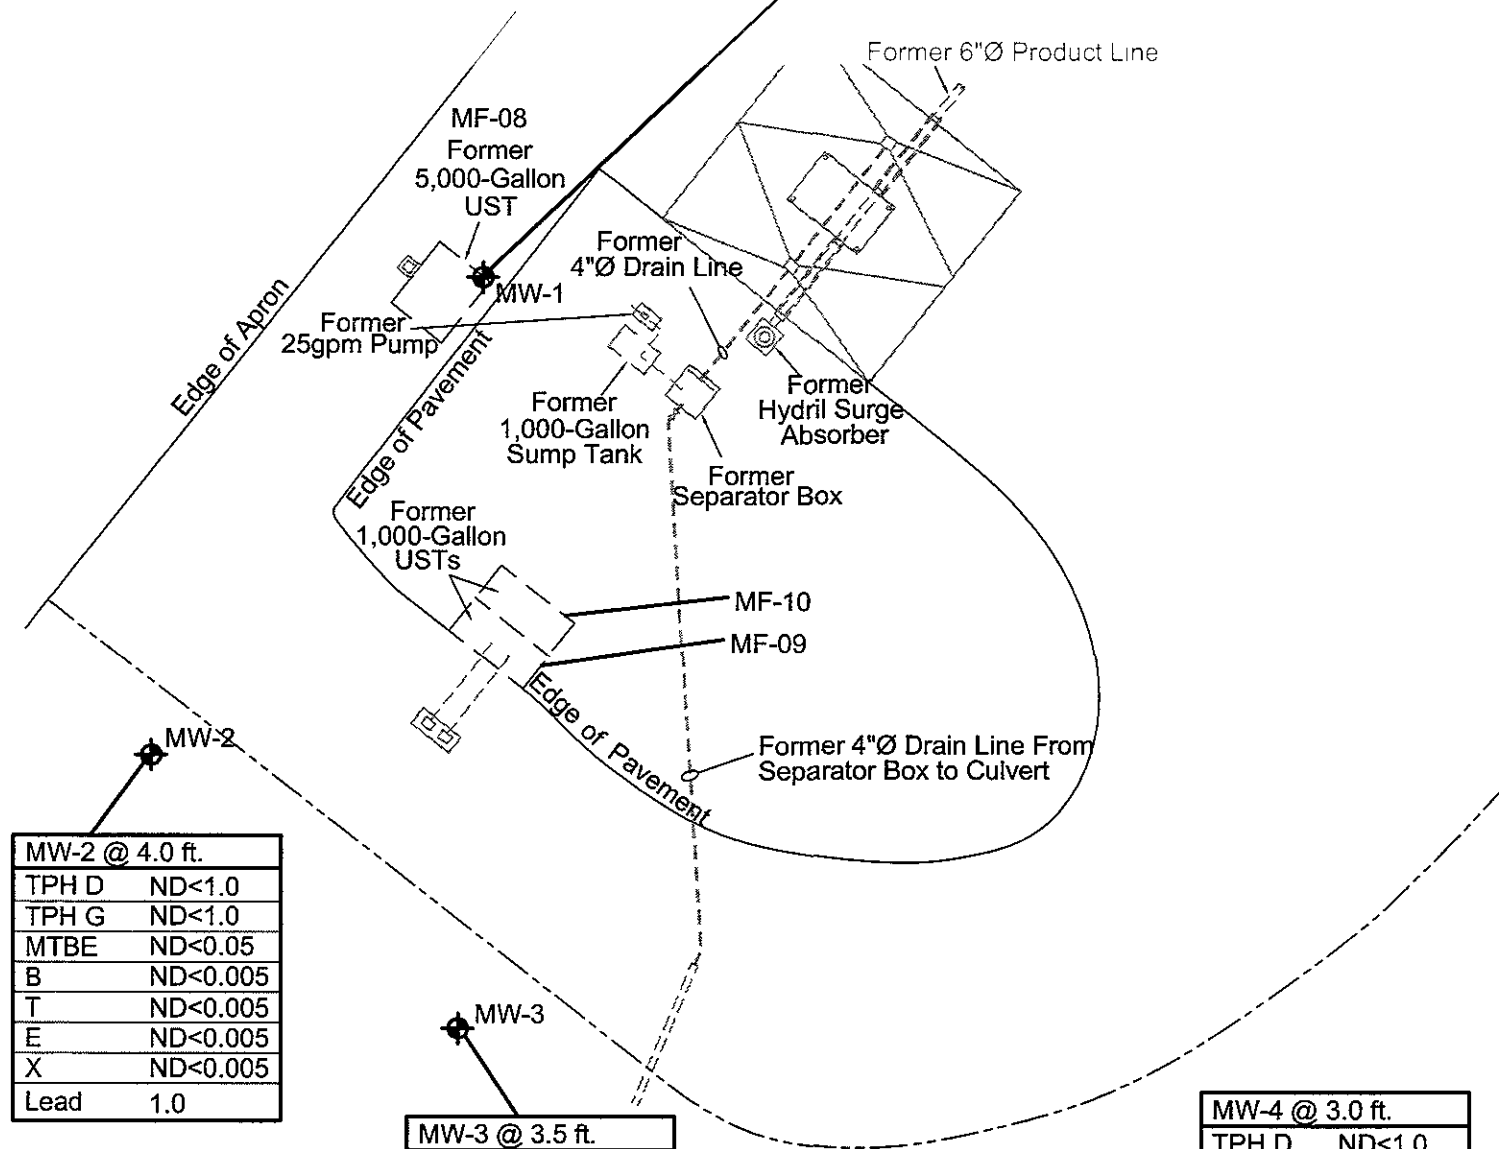 Former 6"Ø Product Line
MF-08
Former
5,000-Gallon
UST
Former
4"Ø Drain Line
MW-1
Edge of Apron
Former
25gpm Pump
Edge of Pavement
Former
1,000-Gallon
Sump Tank
Former
Hydril Surge
Absorber
Former
Separator Box
Former
1,000-Gallon
USTs
MF-10
MF-09
Edge of Pavement
MW-2
Former 4"Ø Drain Line From
Separator Box to Culvert
MW-2 @ 4.0 ft.
TPH D ND<1.0
TPH G ND<1.0
MTBE ND<0.05
B ND<0.005
T ND<0.005
E ND<0.005
X ND<0.005
Lead 1.0
MW-3
MW-3 @ 3.5 ft.
MW-4 @ 3.0 ft.
TPH D ND<1.0